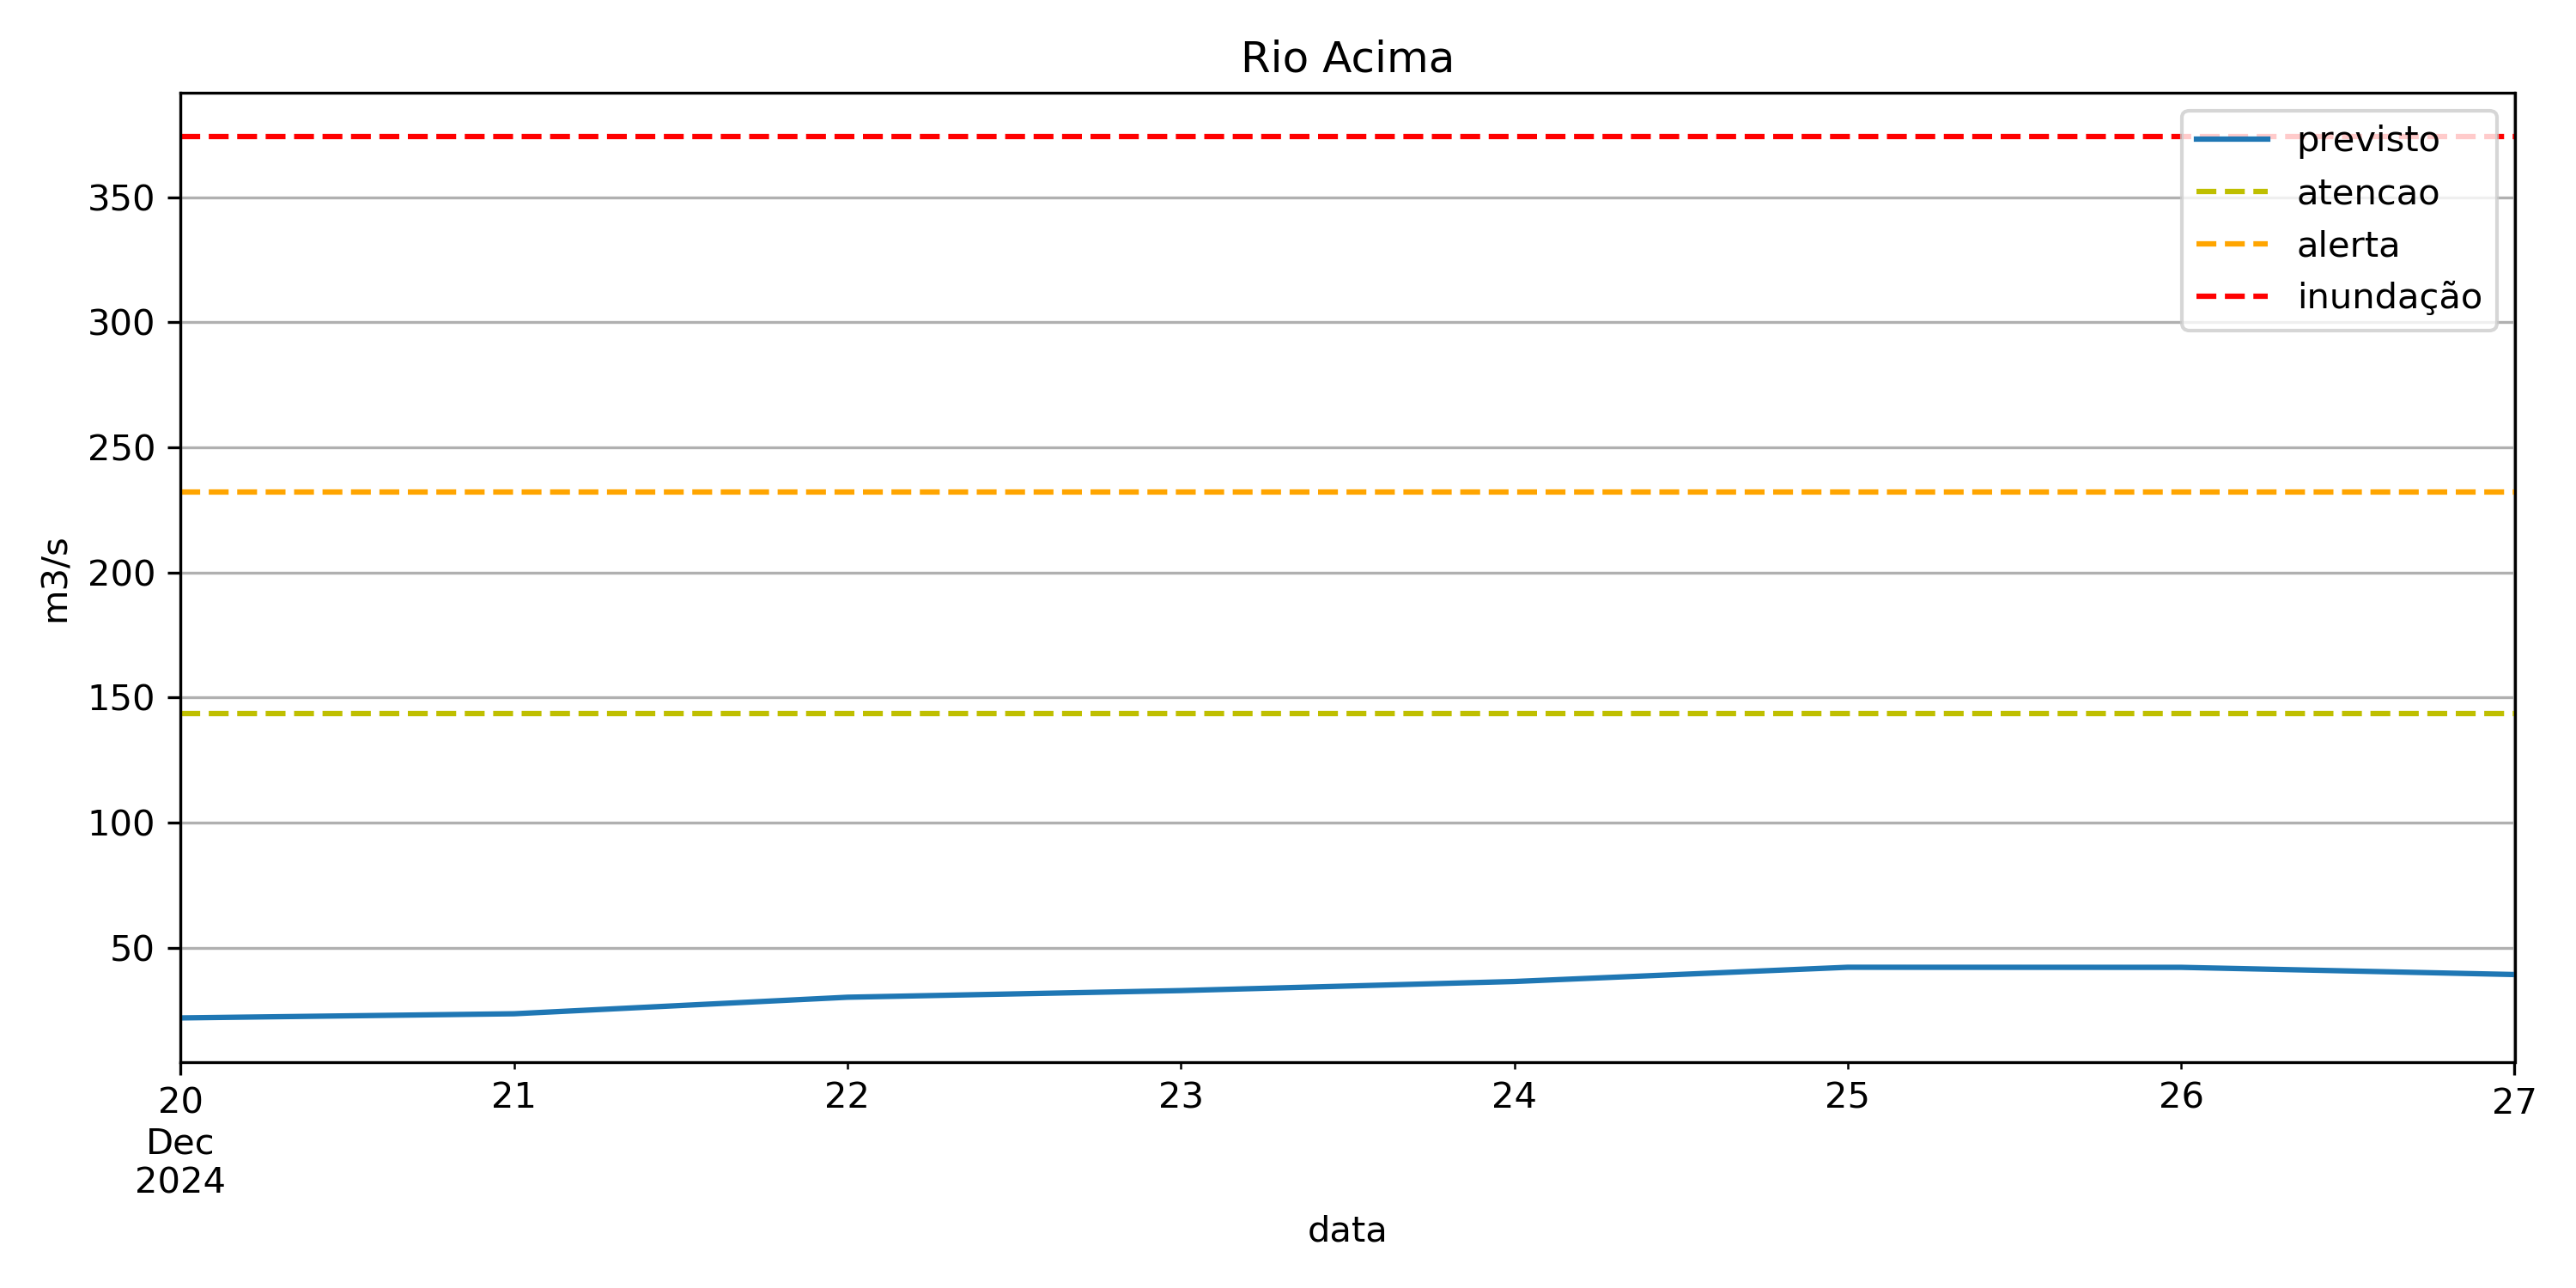 Rio Acima
previsto
atencao
alerta
inundação
350
300
250
200
150
100
50
m3/s
20 21 22 23 24 25 26 27
Dec
2024
data